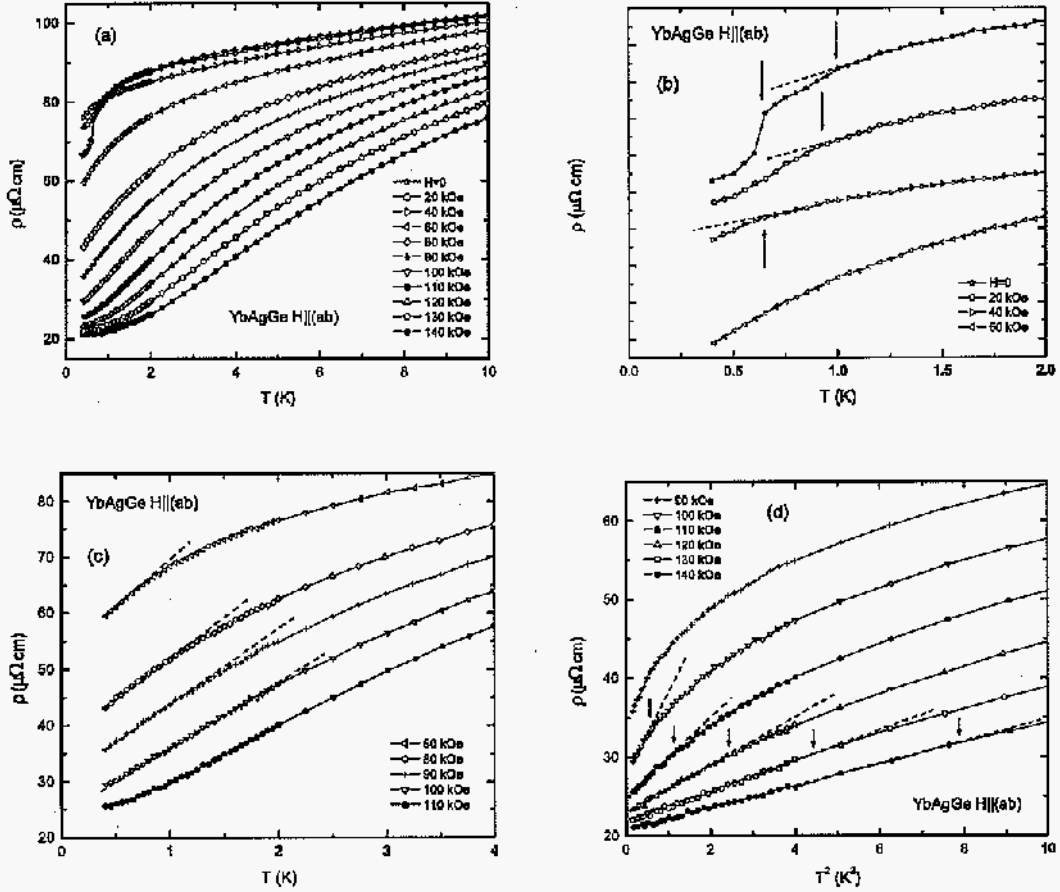 (a)
100
80
60
40
20
0
2
4
6
8
10
ρ (μΩ cm)
T (K)
H=0
20 kOe
40 kOe
60 kOe
80 kOe
90 kOe
100 kOe
110 kOe
120 kOe
130 kOe
140 kOe
YbAgGe H||(ab)
YbAgGe H||(ab)
(b)
ρ (μΩ cm)
H=0
20 kOe
40 kOe
60 kOe
0.0
0.5
1.0
1.5
2.0
T (K)
YbAgGe H||(ab)
(c)
80
70
60
50
40
30
20
ρ (μΩ cm)
60 kOe
80 kOe
90 kOe
100 kOe
110 kOe
0
1
2
3
4
T (K)
90 kOe
100 kOe
110 kOe
120 kOe
130 kOe
140 kOe
(d)
60
50
40
30
20
ρ (μΩ cm)
YbAgGe H||(ab)
0
2
4
6
8
10
T² (K²)